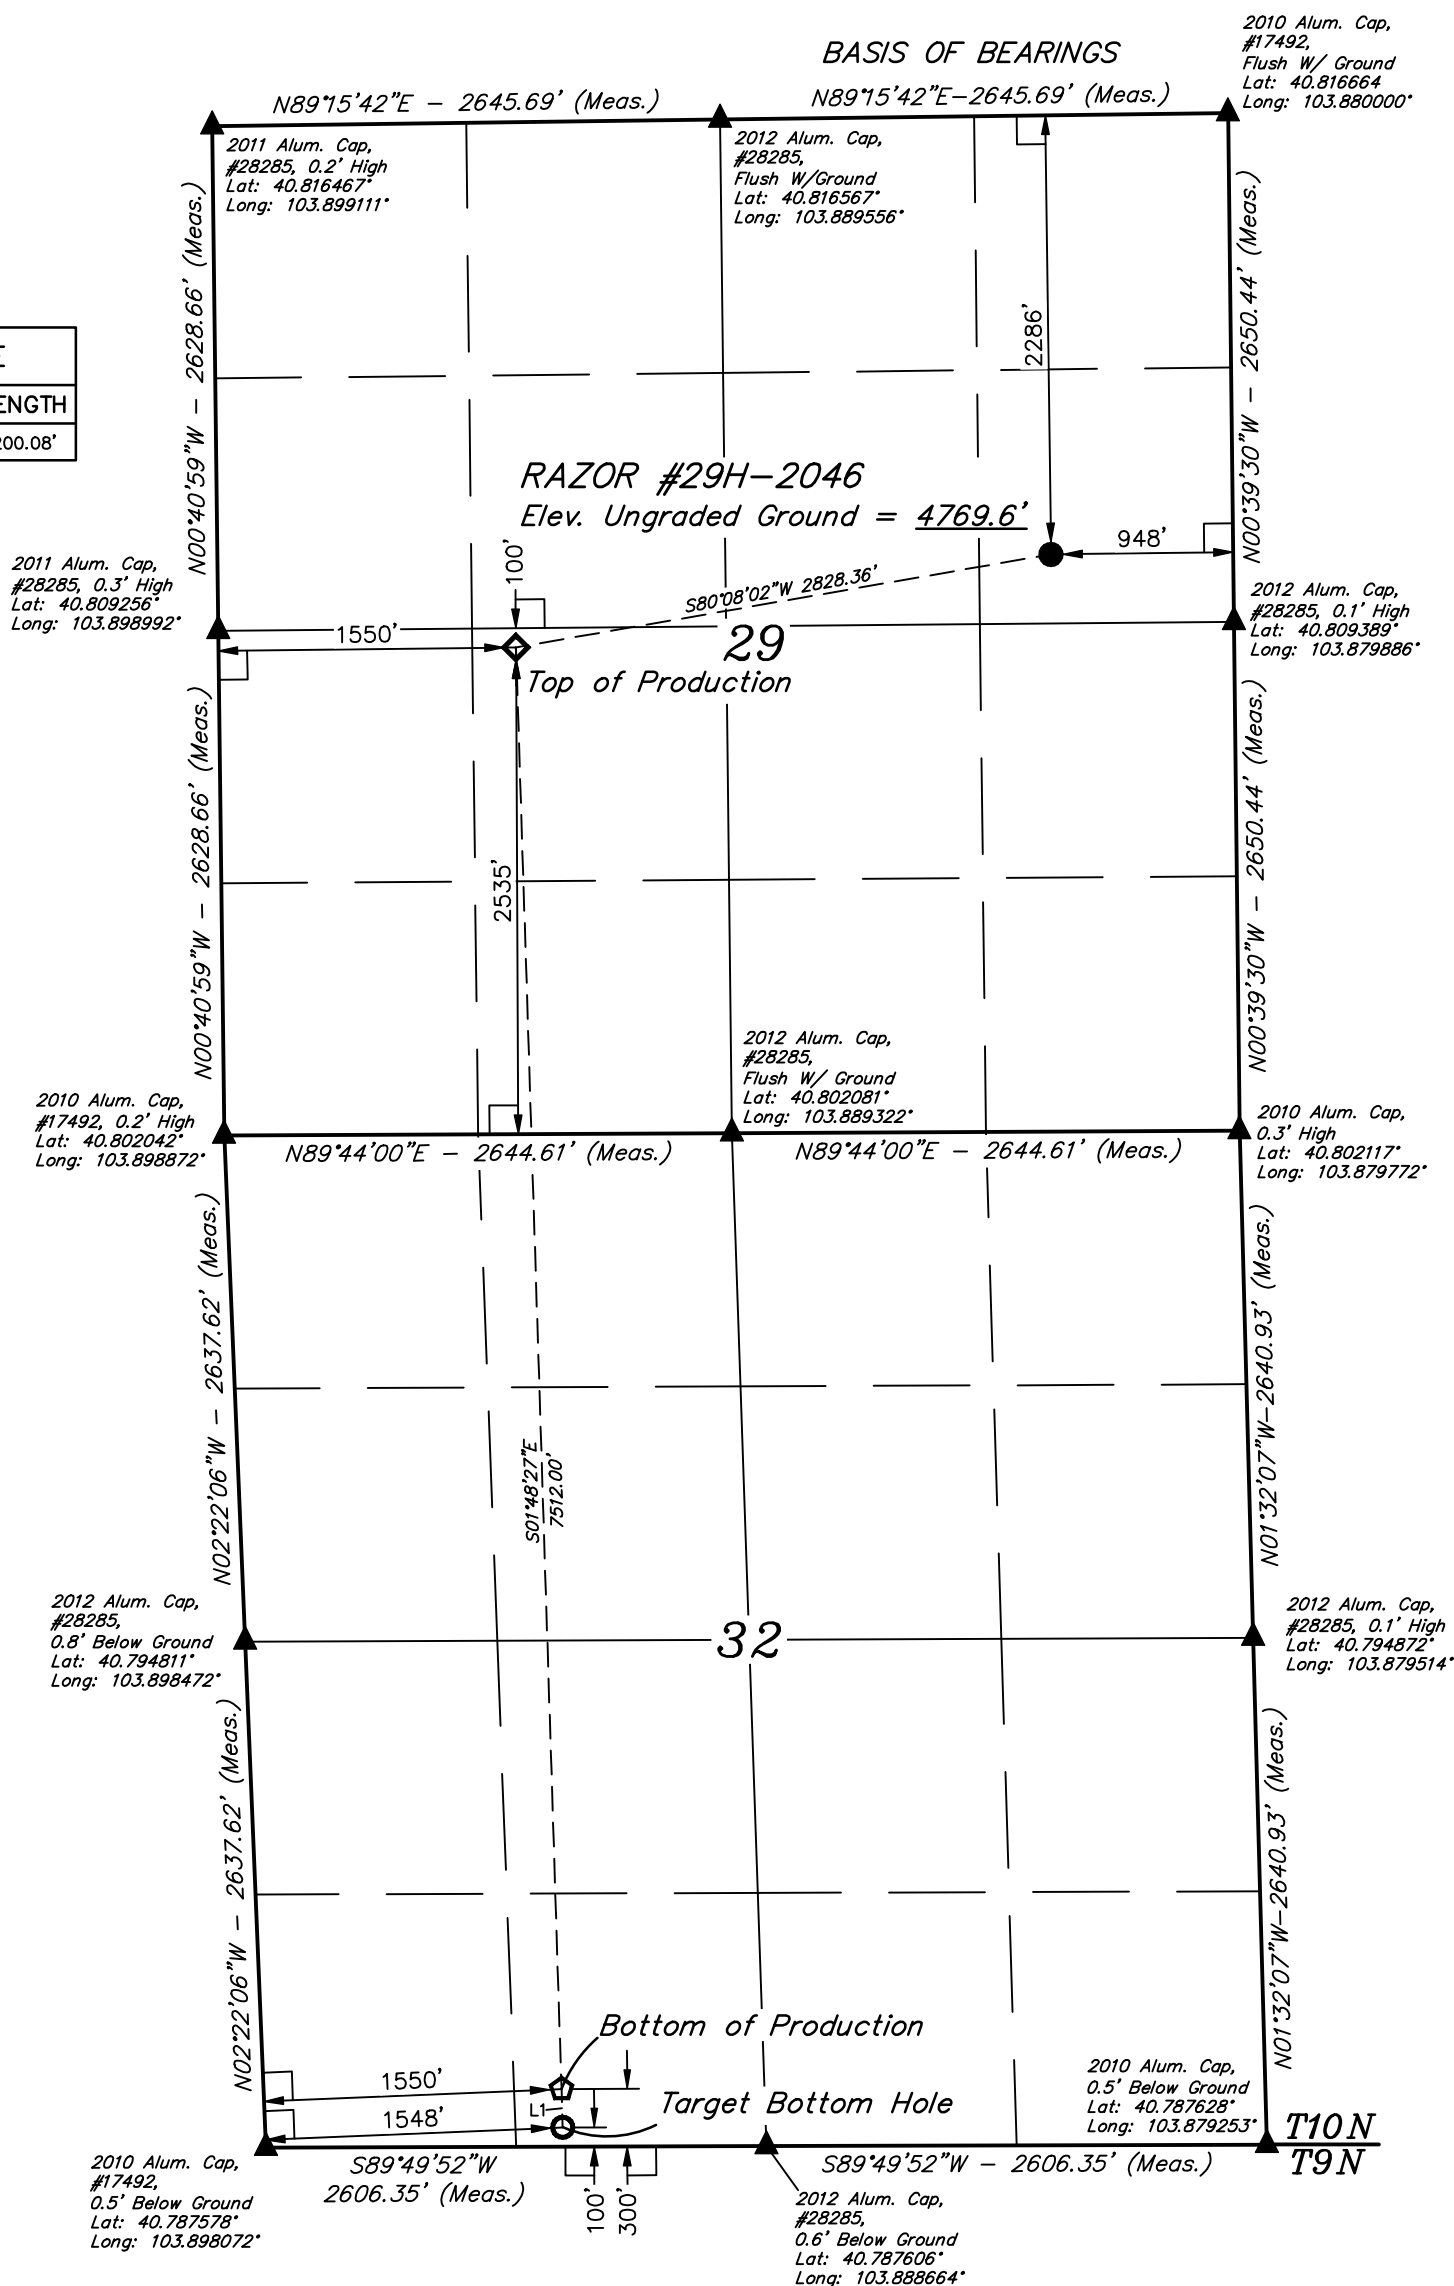 BASIS OF BEARINGS
2010 Alum. Cap,
#17492,
Flush W/ Ground
Lat: 40.816664
Long: 103.880000°
N89°15'42"E - 2645.69' (Meas.)
N89°15'42"E-2645.69' (Meas.)
2011 Alum. Cap,
#28285, 0.2' High
Lat: 40.816467°
Long: 103.899111°
2012 Alum. Cap,
#28285,
Flush W/Ground
Lat: 40.816567°
Long: 103.889556°
N00°40'59"W - 2628.66' (Meas.)
N00°39'30"W - 2650.44' (Meas.)
2286'
ENGTH
200.08'
RAZOR #29H-2046
Elev. Ungraded Ground = 4769.6'
948'
100'
S80°08'02"W 2828.36'
2011 Alum. Cap,
#28285, 0.3' High
Lat: 40.809256°
Long: 103.898992°
2012 Alum. Cap,
#28285, 0.1' High
Lat: 40.809389°
Long: 103.879886°
1550'
29
Top of Production
N00°40'59"W - 2628.66' (Meas.)
2535'
N00°39'30"W - 2650.44' (Meas.)
2012 Alum. Cap,
#28285,
Flush W/ Ground
Lat: 40.802081°
Long: 103.889322°
2010 Alum. Cap,
#17492, 0.2' High
Lat: 40.802042°
Long: 103.898872°
2010 Alum. Cap,
0.3' High
Lat: 40.802117°
Long: 103.879772°
N89°44'00"E - 2644.61' (Meas.)
N89°44'00"E - 2644.61' (Meas.)
N02°22'06"W - 2637.62' (Meas.)
S01°48'27"E
7512.00'
N01°32'07"W-2640.93' (Meas.)
2012 Alum. Cap,
#28285,
0.8' Below Ground
Lat: 40.794811°
Long: 103.898472°
32
2012 Alum. Cap,
#28285, 0.1' High
Lat: 40.794872°
Long: 103.879514°
N02°22'06"W - 2637.62' (Meas.)
N01°32'07"W-2640.93' (Meas.)
Bottom of Production
1550'
L1
Target Bottom Hole
1548'
2010 Alum. Cap,
0.5' Below Ground
Lat: 40.787628°
Long: 103.879253°
T10N
T9N
2010 Alum. Cap,
#17492,
0.5' Below Ground
Lat: 40.787578°
Long: 103.898072°
S89°49'52"W
2606.35' (Meas.)
100'
300'
S89°49'52"W - 2606.35' (Meas.)
2012 Alum. Cap,
#28285,
0.6' Below Ground
Lat: 40.787606°
Long: 103.888664°